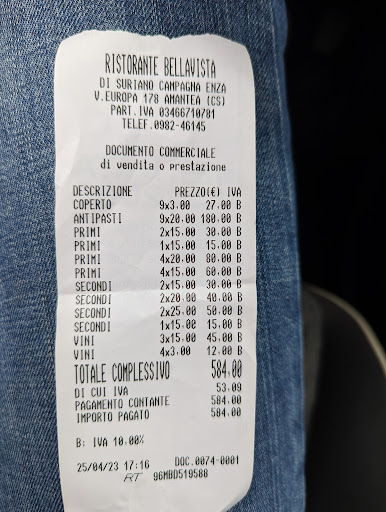 RISTORANTE BELLAVISTA
DI SURIANO CAMPAGNA ENZA
V.EUROPA 178 AMANTEA (CS)
PART.IVA 03466710781
TELEF.0982-46145
DOCUMENTO COMMERCIALE
di vendita o prestazione
DESCRIZIONE PREZZO(€) IVA
COPERTO 9x3.00 27.00 B
ANTIPASTI 9x20.00 180.00 B
PRIMI 2x15.00 30.00 B
PRIMI 1x15.00 15.00 B
PRIMI 4x20.00 80.00 B
PRIMI 4x15.00 60.00 B
SECONDI 2x15.00 30.00 B
SECONDI 2x20.00 40.00 B
SECONDI 2x25.00 50.00 B
SECONDI 1x15.00 15.00 B
VINI 3x15.00 45.00 B
VINI 4x3.00 12.00 B
TOTALE COMPLESSIVO 584.00
DI CUI IVA 53.09
PAGAMENTO CONTANTE 584.00
IMPORTO PAGATO 584.00
B: IVA 10.00%
25/04/23 17:16 DOC.0074-0001
RT 96MBD519588